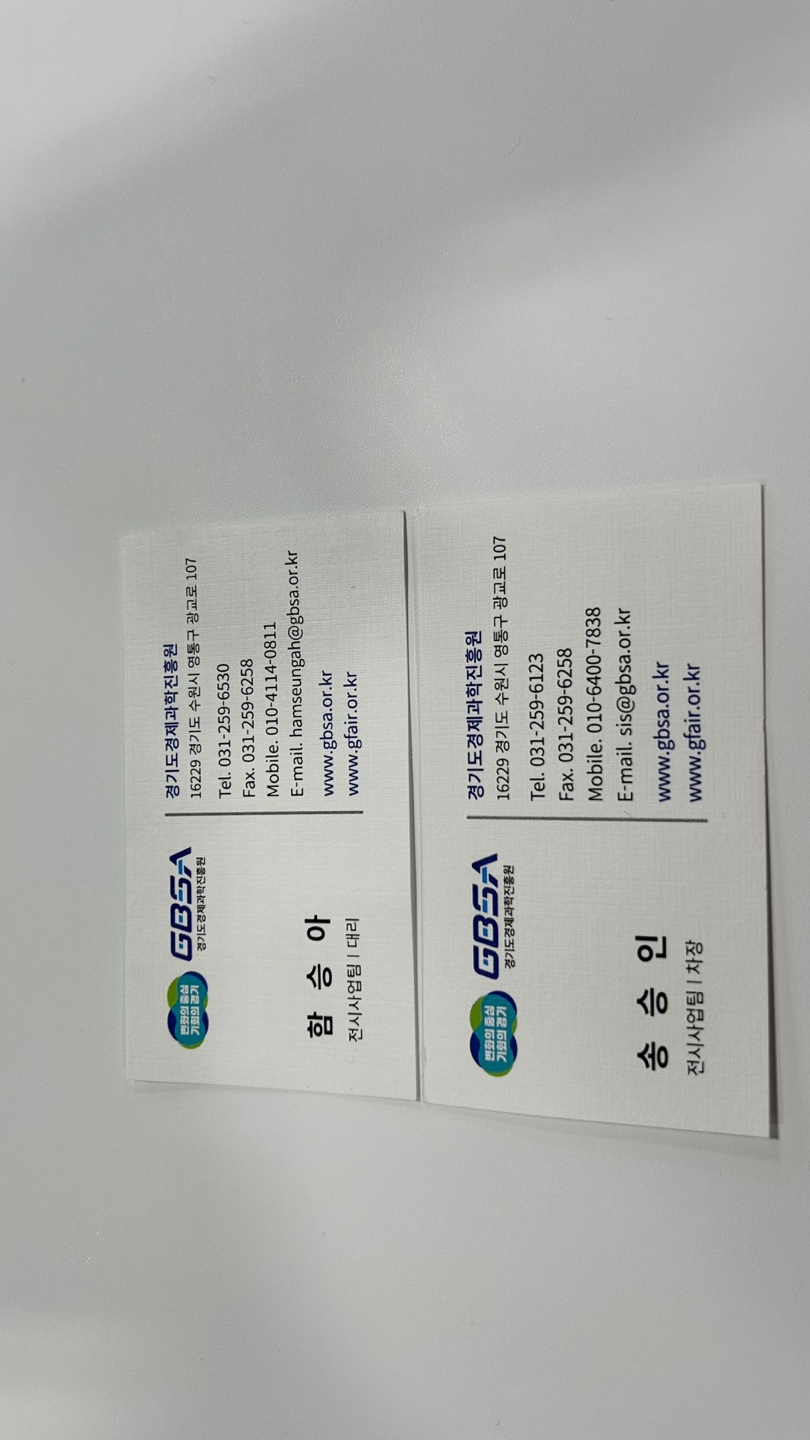 변화의 중심
기회의 경기
GBSA
경기도경제과학진흥원
함 승 아
전시사업팀 | 대리
경기도경제과학진흥원
16229 경기도 수원시 영통구 광교로 107
Tel. 031-259-6530
Fax. 031-259-6258
Mobile. 010-4114-0811
E-mail. hamseungah@gbsa.or.kr
www.gbsa.or.kr
www.gfair.or.kr
변화의 중심
기회의 경기
GBSA
경기도경제과학진흥원
송 승 인
전시사업팀 | 차장
경기도경제과학진흥원
16229 경기도 수원시 영통구 광교로 107
Tel. 031-259-6123
Fax. 031-259-6258
Mobile. 010-6400-7838
E-mail. sis@gbsa.or.kr
www.gbsa.or.kr
www.gfair.or.kr